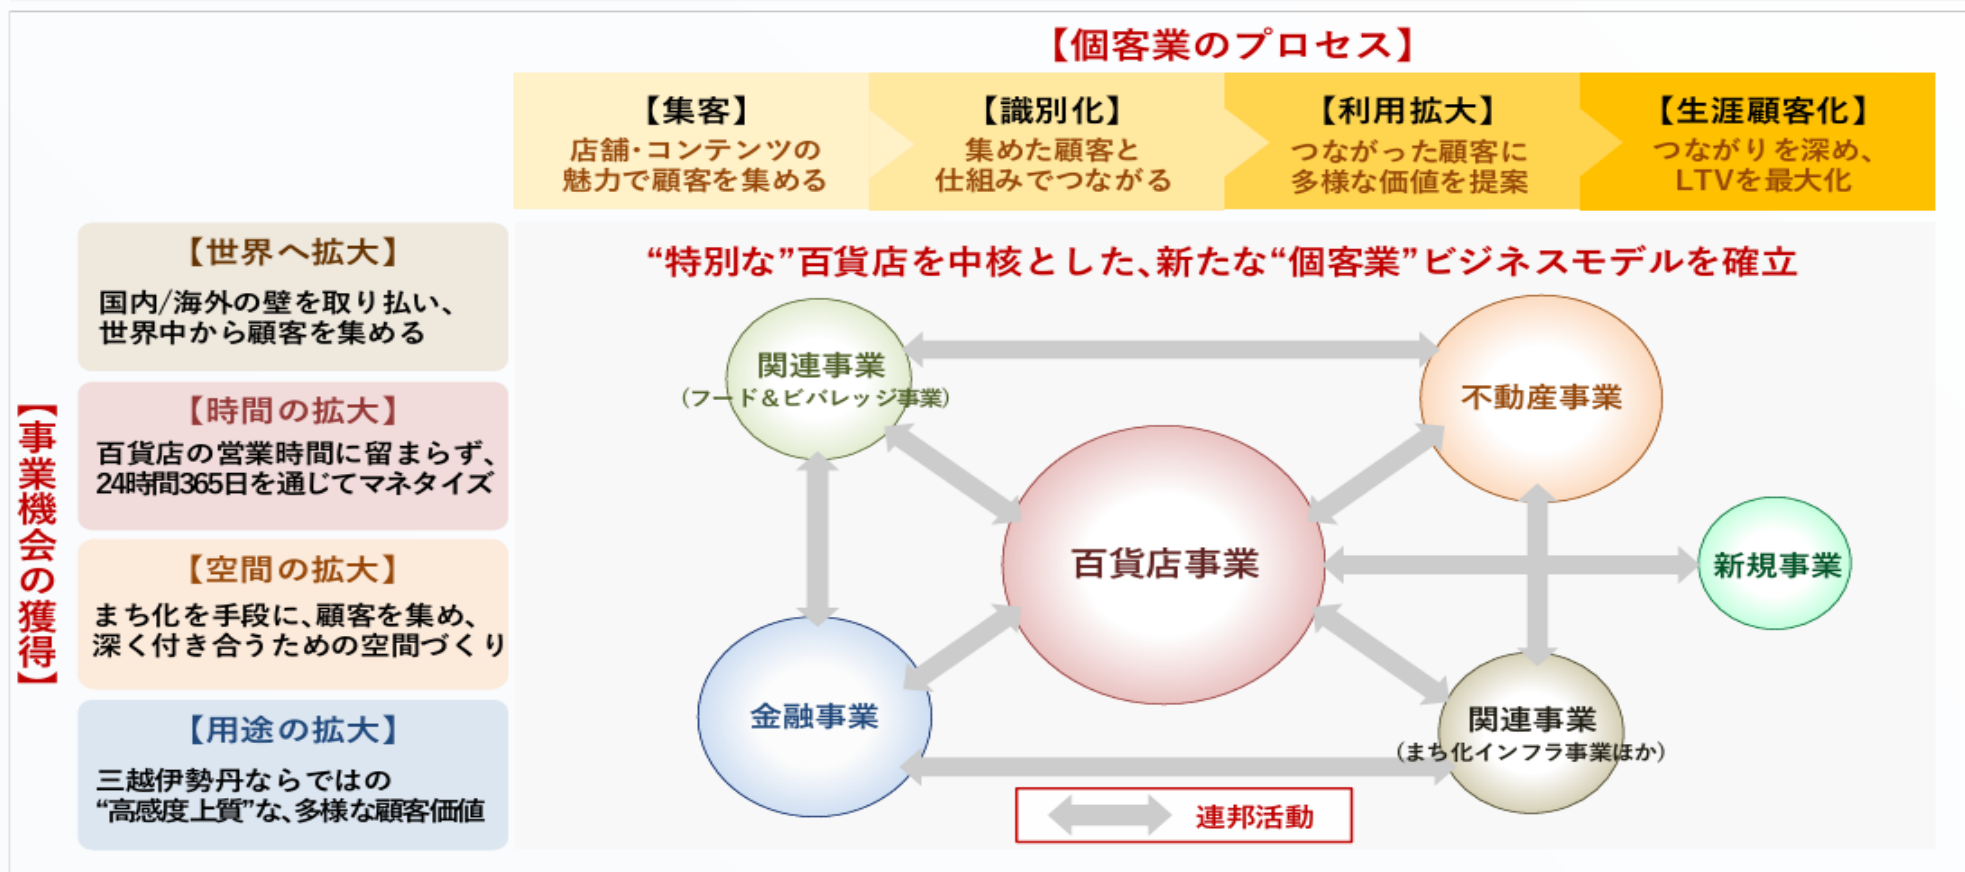 【個客業のプロセス】
【集客】
店舗・コンテンツの
魅力で顧客を集める
【識別化】
集めた顧客と
仕組みでつながる
【利用拡大】
つながった顧客に
多様な価値を提案
【生涯顧客化】
つながりを深め、
LTVを最大化
【事業機会の獲得】
【世界へ拡大】
国内/海外の壁を取り払い、
世界中から顧客を集める
【時間の拡大】
百貨店の営業時間に留まらず、
24時間365日を通じてマネタイズ
【空間の拡大】
まち化を手段に、顧客を集め、
深く付き合うための空間づくり
【用途の拡大】
三越伊勢丹ならではの
“高感度上質”な、多様な顧客価値
“特別な”百貨店を中核とした、新たな“個客業”ビジネスモデルを確立
関連事業
(フード＆ビバレッジ事業)
不動産事業
百貨店事業
新規事業
金融事業
関連事業
(まち化インフラ事業ほか)
連邦活動